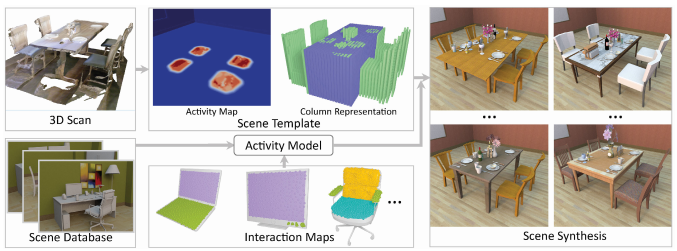 3D Scan
Activity Map
Column Representation
Scene Template
Activity Model
Scene Database
Interaction Maps
...
...
...
Scene Synthesis